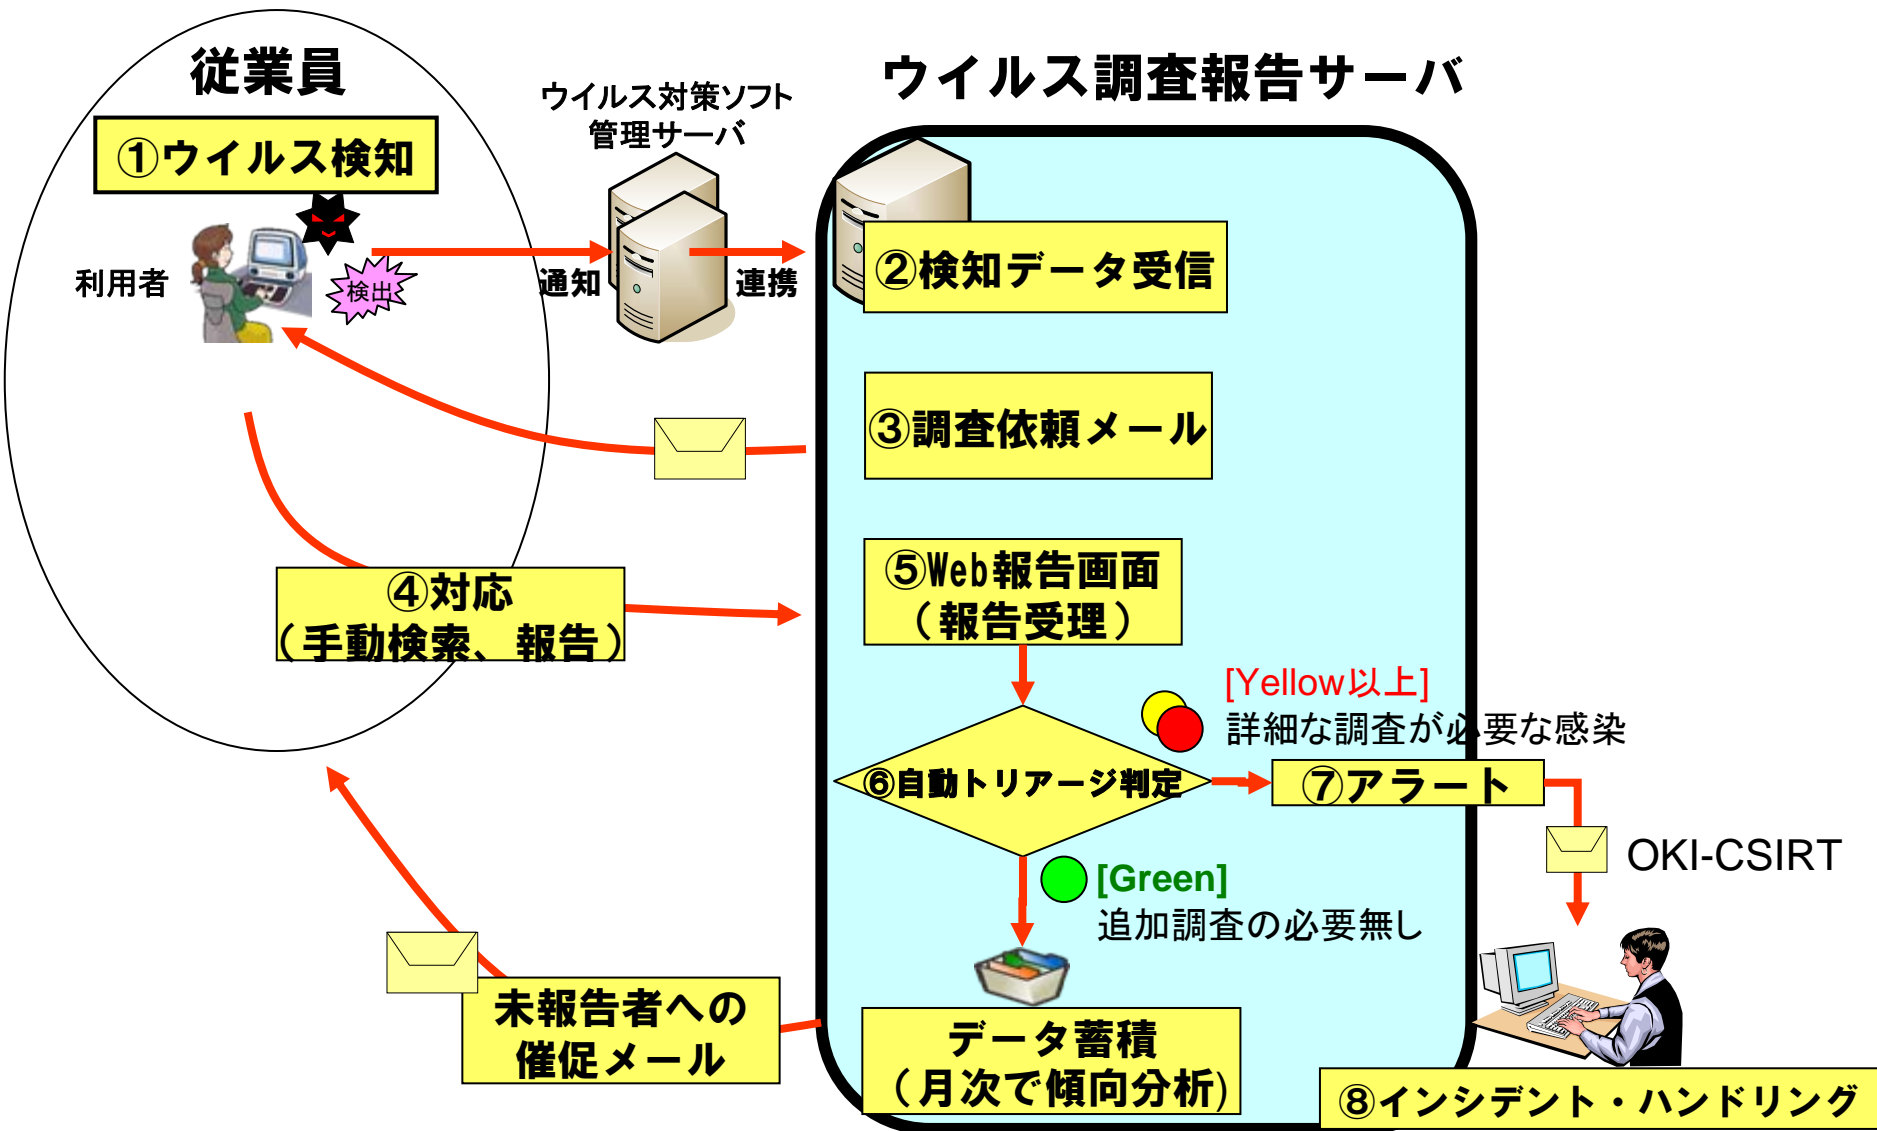 従業員
①ウイルス検知
利用者
検出
通知
ウイルス対策ソフト
管理サーバ
連携
ウイルス調査報告サーバ
②検知データ受信
③調査依頼メール
④対応
（手動検索、報告）
⑤Web報告画面
（報告受理）
⑥自動トリアージ判定
[Yellow以上]
詳細な調査が必要な感染
⑦アラート
OKI-CSIRT
[Green]
追加調査の必要無し
未報告者への
催促メール
データ蓄積
（月次で傾向分析)
⑧インシデント・ハンドリング